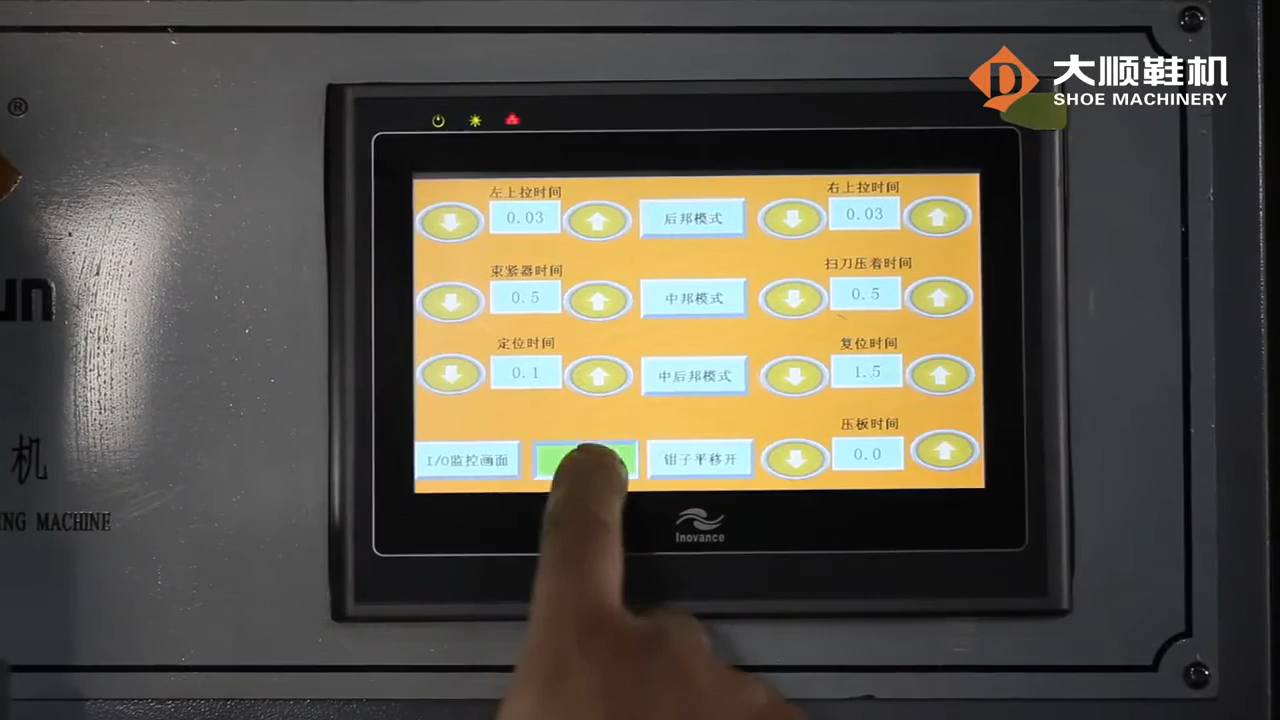 大顺鞋机
SHOE MACHINERY
®
左上拉时间
右上拉时间
0.03
后邦模式
0.03
束紧器时间
扫刀压着时间
0.5
中邦模式
0.5
定位时间
复位时间
0.1
中后邦模式
1.5
压板时间
I/O监控画面
钳子平移开
0.0
Inovance
un
机
ING MACHINE